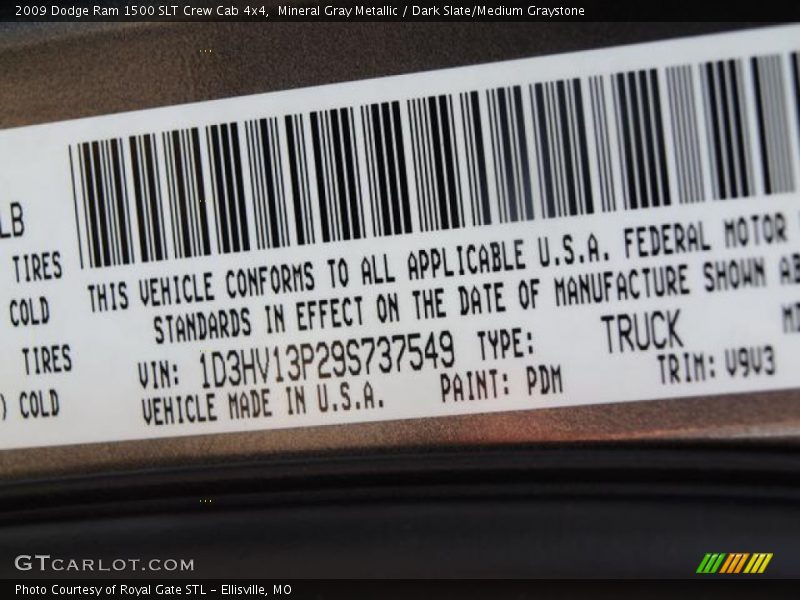 2009 Dodge Ram 1500 SLT Crew Cab 4x4, Mineral Gray Metallic / Dark Slate/Medium Graystone
LB
TIRES
COLD
TIRES
) COLD
THIS VEHICLE CONFORMS TO ALL APPLICABLE U.S.A. FEDERAL MOTOR
STANDARDS IN EFFECT ON THE DATE OF MANUFACTURE SHOWN AB
VIN: 1D3HV13P29S737549 TYPE: TRUCK
VEHICLE MADE IN U.S.A. PAINT: PDM TRIM: V9V3
GTCARLOT.COM
Photo Courtesy of Royal Gate STL - Ellisville, MO